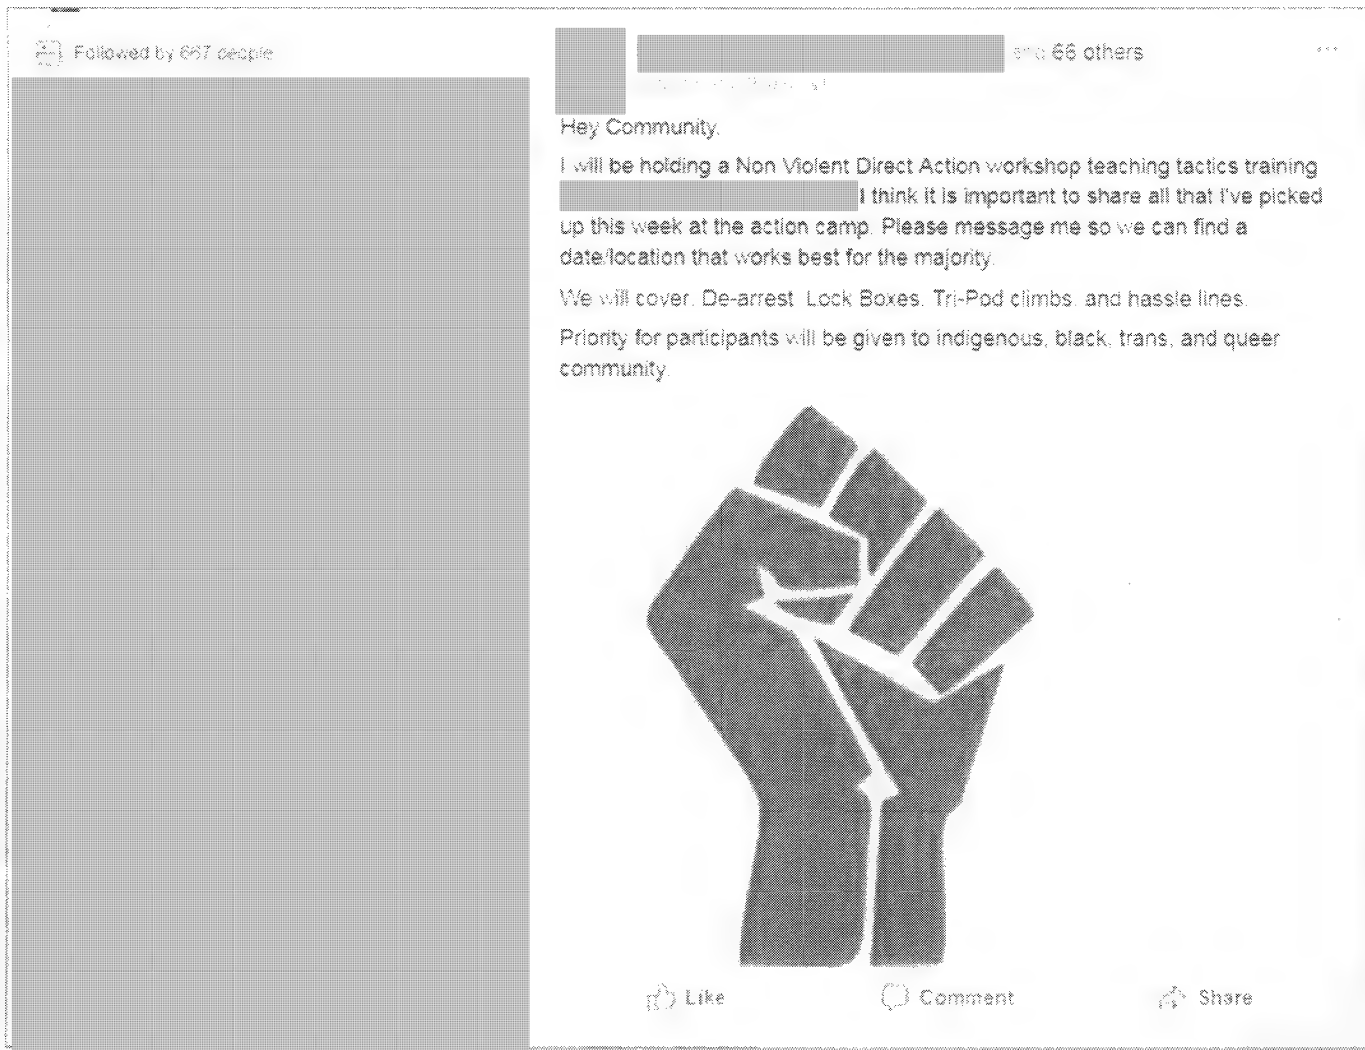 Followed by 667 people
and 66 others
Hey Community,
I will be holding a Non Violent Direct Action workshop teaching tactics training
I think it is important to share all that I've picked
up this week at the action camp. Please message me so we can find a
date/location that works best for the majority.
We will cover, De-arrest, Lock Boxes, Tri-Pod climbs, and hassle lines.
Priority for participants will be given to indigenous, black, trans, and queer
community.
Like
Comment
Share